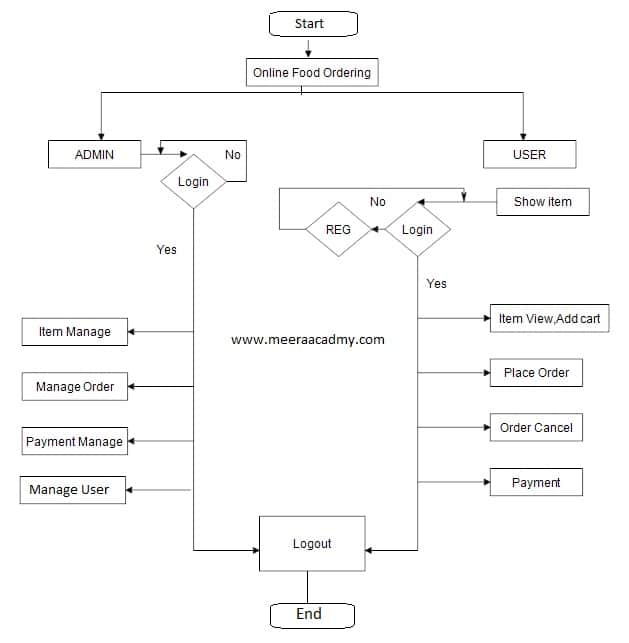 Start
Online Food Ordering
ADMIN
No
USER
Login
No
Show item
REG
Login
Yes
Yes
Item Manage
www.meeraacadmy.com
Item View,Add cart
Manage Order
Place Order
Payment Manage
Order Cancel
Manage User
Payment
Logout
End